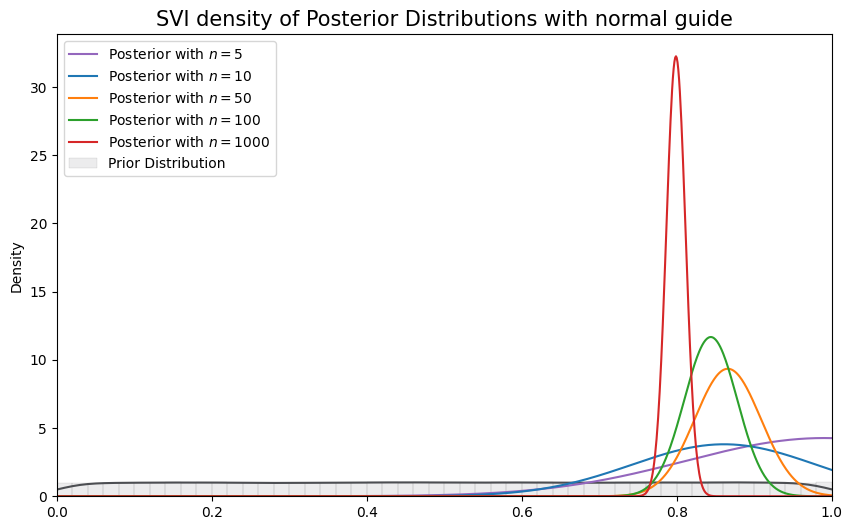 SVI density of Posterior Distributions with normal guide
Posterior with n = 5
Posterior with n = 10
Posterior with n = 50
Posterior with n = 100
Posterior with n = 1000
Prior Distribution
Density
30
25
20
15
10
5
0
0.0 0.2 0.4 0.6 0.8 1.0